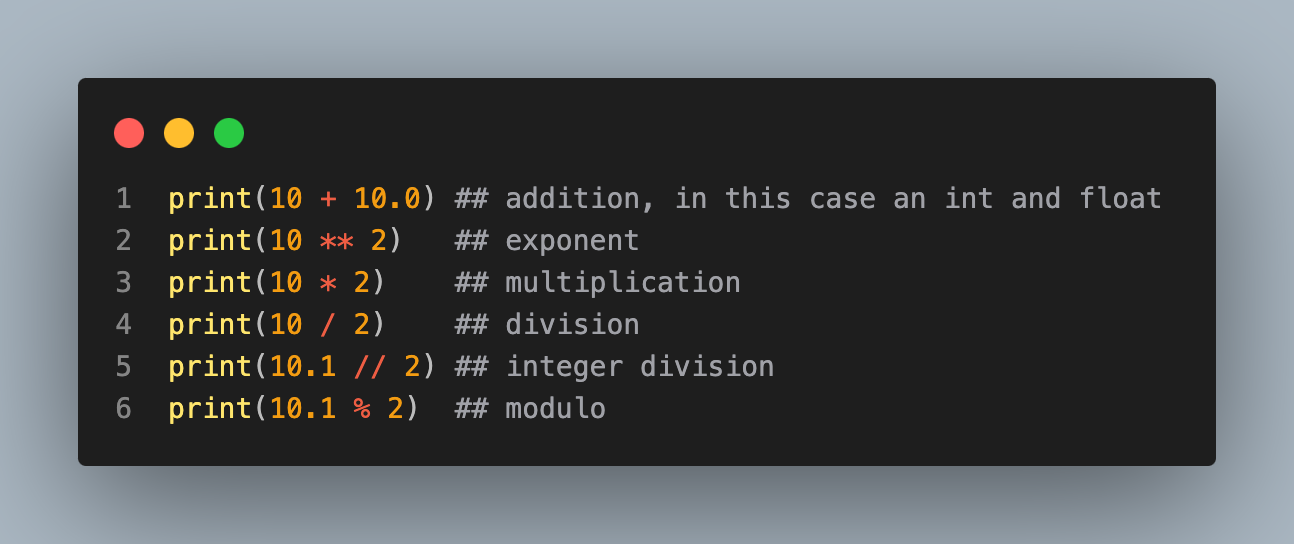 1 print(10 + 10.0) ## addition, in this case an int and float
2 print(10 ** 2)   ## exponent
3 print(10 * 2)    ## multiplication
4 print(10 / 2)    ## division
5 print(10.1 // 2) ## integer division
6 print(10.1 % 2)  ## modulo